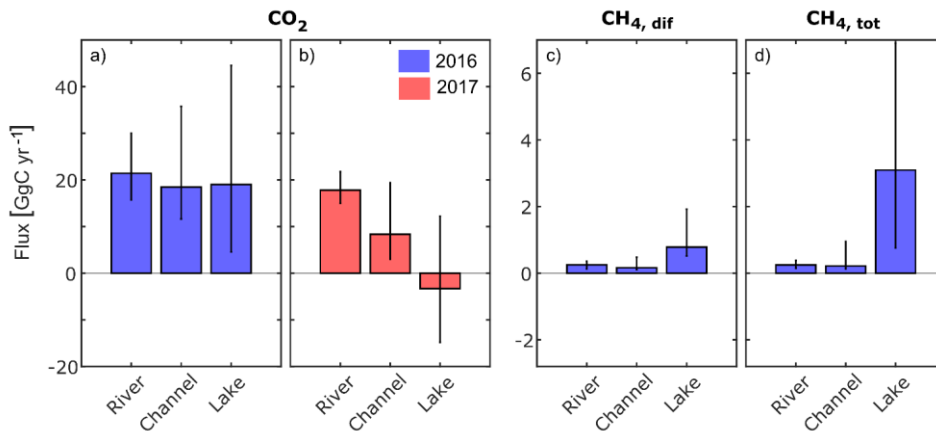 CO2
CH4, dif
CH4, tot
a)
b)
c)
d)
2016
2017
Flux [GgC yr-1]
40
20
0
-20
6
4
2
0
-2
River
Channel
Lake
River
Channel
Lake
River
Channel
Lake
River
Channel
Lake